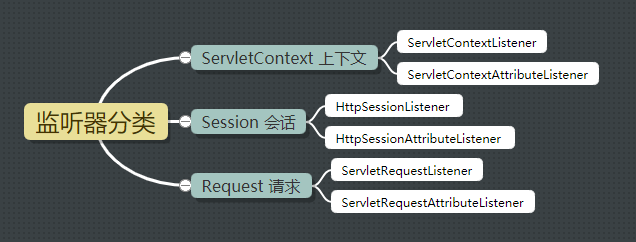 监听器分类
ServletContext 上下文
ServletContextListener
ServletContextAttributeListener
Session 会话
HttpSessionListener
HttpSessionAttributeListener
Request 请求
ServletRequestListener
ServletRequestAttributeListener